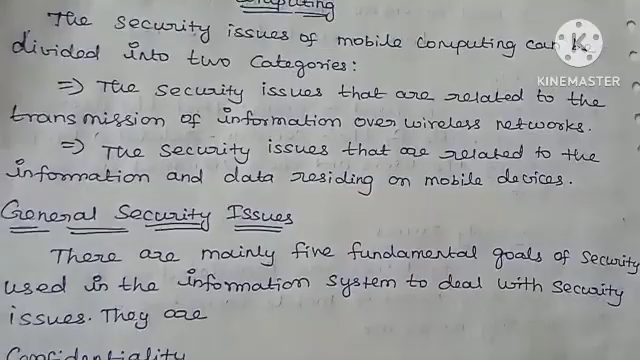 Computing
The security issues of mobile computing can be
divided into two categories:
⇒ The security issues that are related to the
transmission of information over wireless networks.
⇒ The security issues that are related to the
information and data residing on mobile devices.
General Security Issues
There are mainly five fundamental goals of security
used in the information system to deal with security
issues. They are
Confidentiality
KINEMASTER